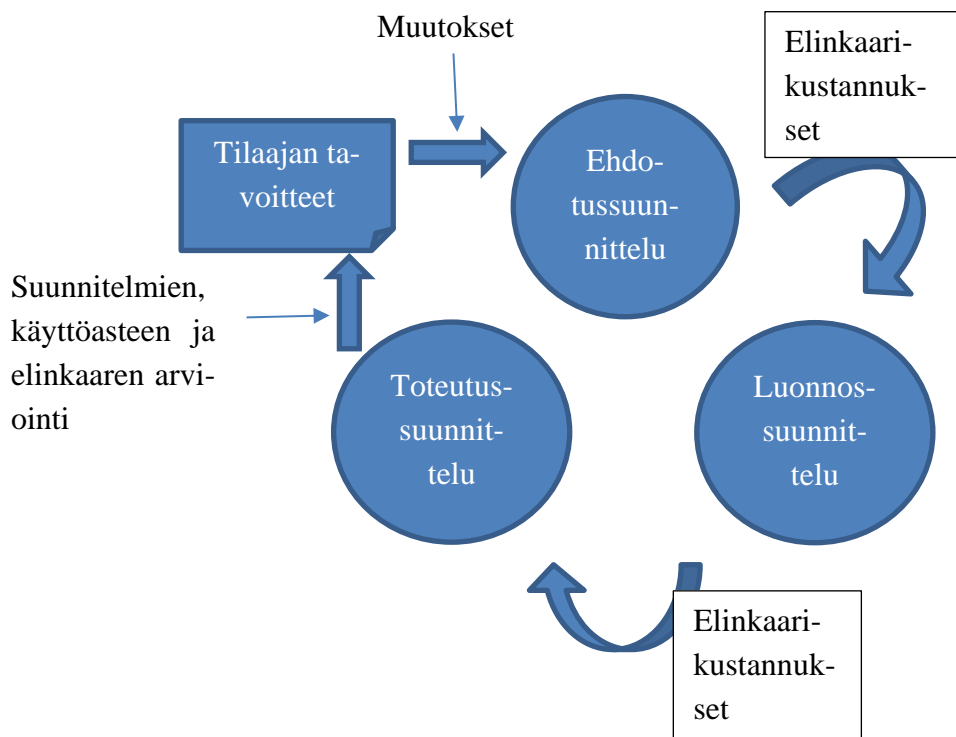 Muutokset
Elinkaari-
kustannuk-
set
Tilaajan ta-
voitteet
Ehdo-
tussuun-
nittelu
Suunnitelmien,
käyttöasteen ja
elinkaaren arvi-
ointi
Toteutus-
suunnit-
telu
Luonnos-
suunnit-
telu
Elinkaari-
kustannuk-
set